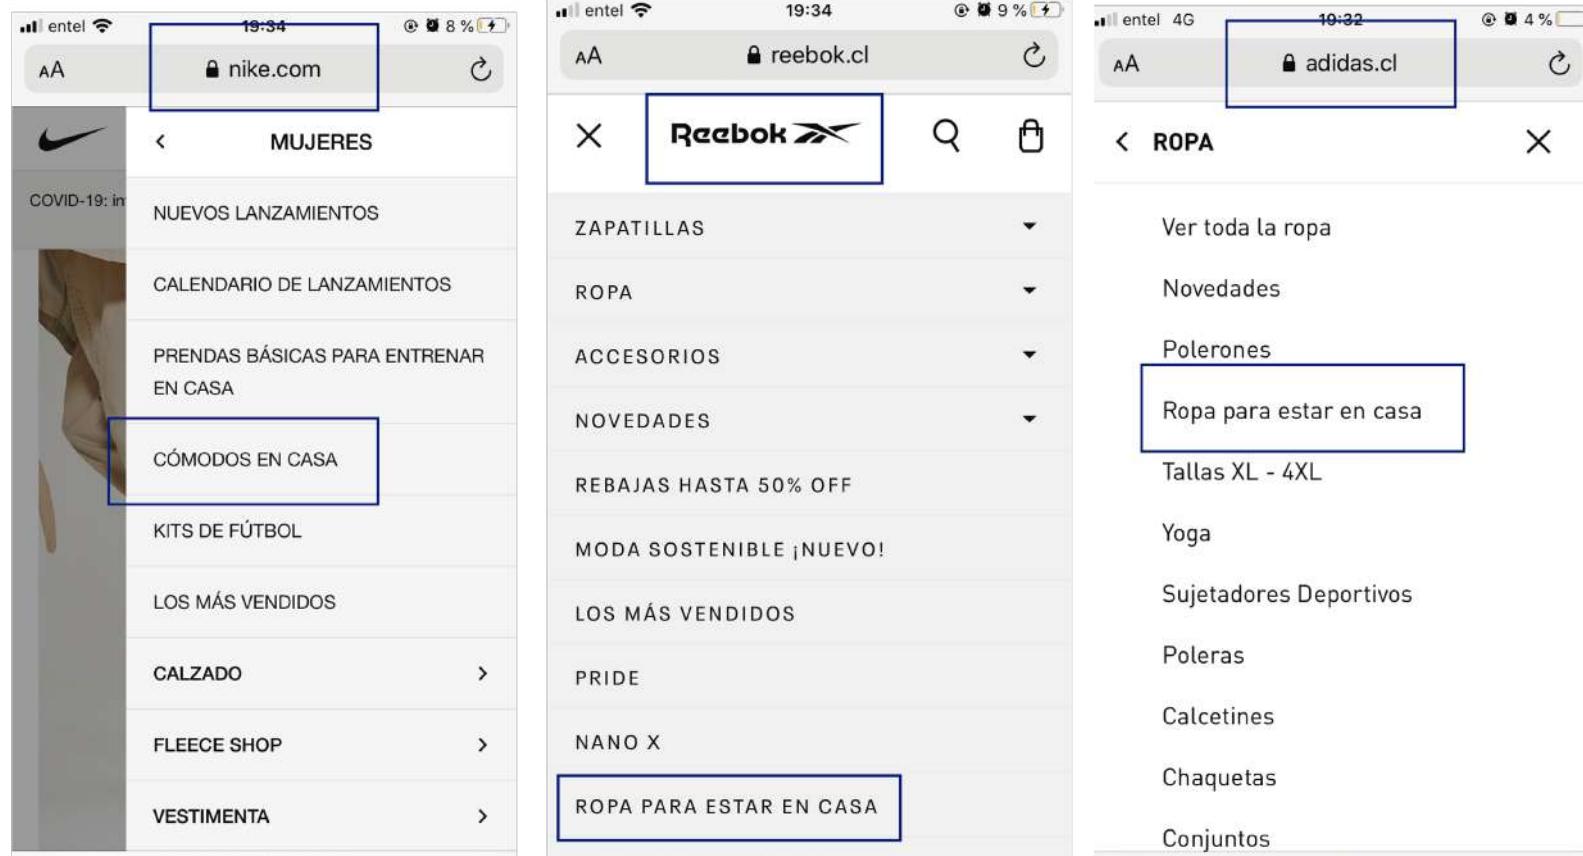 entel
19:34
8 %
AA
nike.com
MUJERES
COVID-19: in
NUEVOS LANZAMIENTOS
CALENDARIO DE LANZAMIENTOS
PRENDAS BÁSICAS PARA ENTRENAR
EN CASA
CÓMODOS EN CASA
KITS DE FÚTBOL
LOS MÁS VENDIDOS
CALZADO
FLEECE SHOP
VESTIMENTA
entel
19:34
9 %
AA
reebok.cl
Reebok
ZAPATILLAS
ROPA
ACCESORIOS
NOVEDADES
REBAJAS HASTA 50% OFF
MODA SOSTENIBLE ¡NUEVO!
LOS MÁS VENDIDOS
PRIDE
NANO X
ROPA PARA ESTAR EN CASA
entel 4G
19:32
4 %
AA
adidas.cl
ROPA
Ver toda la ropa
Novedades
Polerones
Ropa para estar en casa
Tallas XL - 4XL
Yoga
Sujetadores Deportivos
Poleras
Calcetines
Chaquetas
Conjuntos